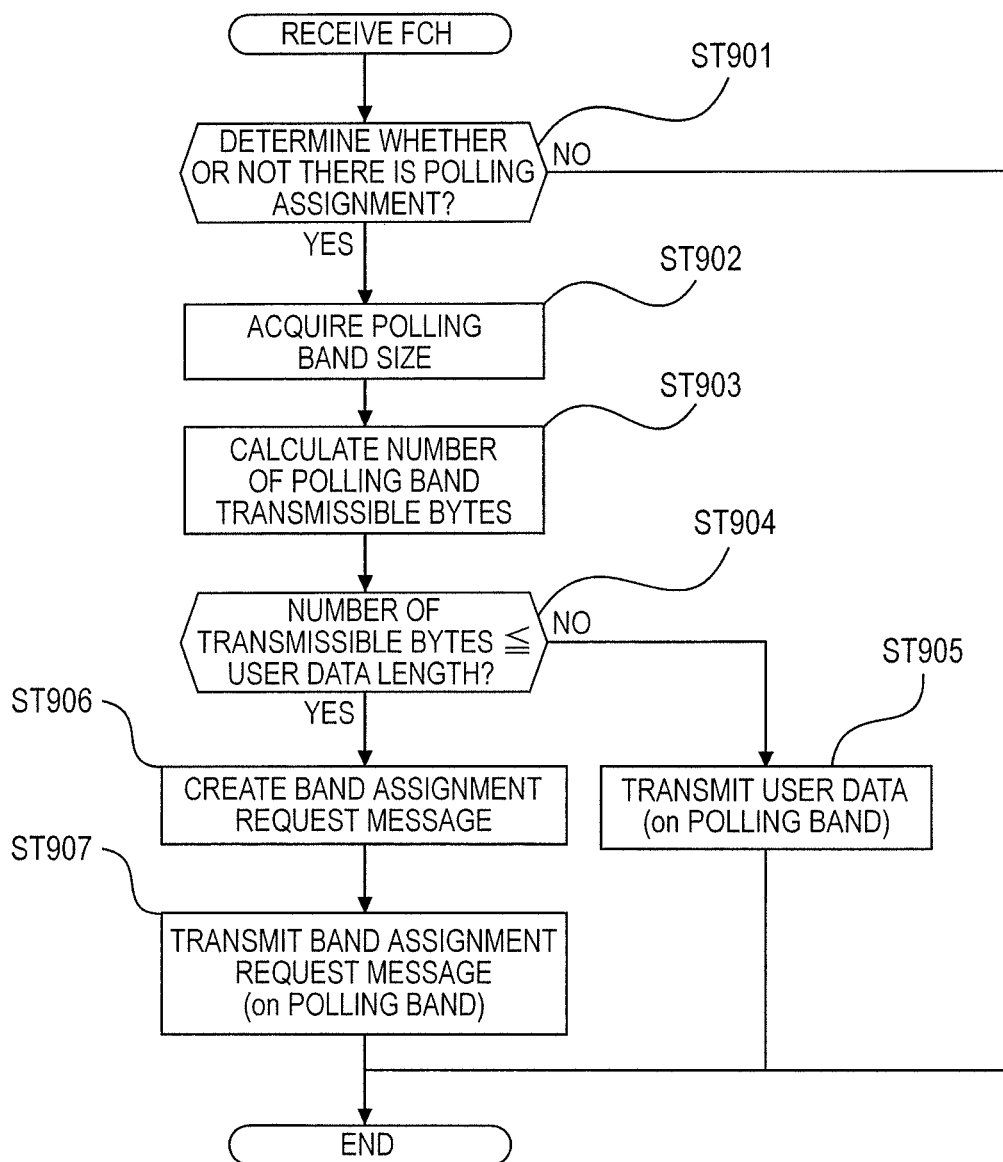 RECEIVE FCH
ST901
DETERMINE WHETHER
OR NOT THERE IS POLLING
ASSIGNMENT?
NO
YES
ST902
ACQUIRE POLLING
BAND SIZE
ST903
CALCULATE NUMBER
OF POLLING BAND
TRANSMISSIBLE BYTES
ST904
NUMBER OF
TRANSMISSIBLE BYTES ≦
USER DATA LENGTH?
NO
YES
ST905
TRANSMIT USER DATA
(on POLLING BAND)
ST906
CREATE BAND ASSIGNMENT
REQUEST MESSAGE
ST907
TRANSMIT BAND ASSIGNMENT
REQUEST MESSAGE
(on POLLING BAND)
END